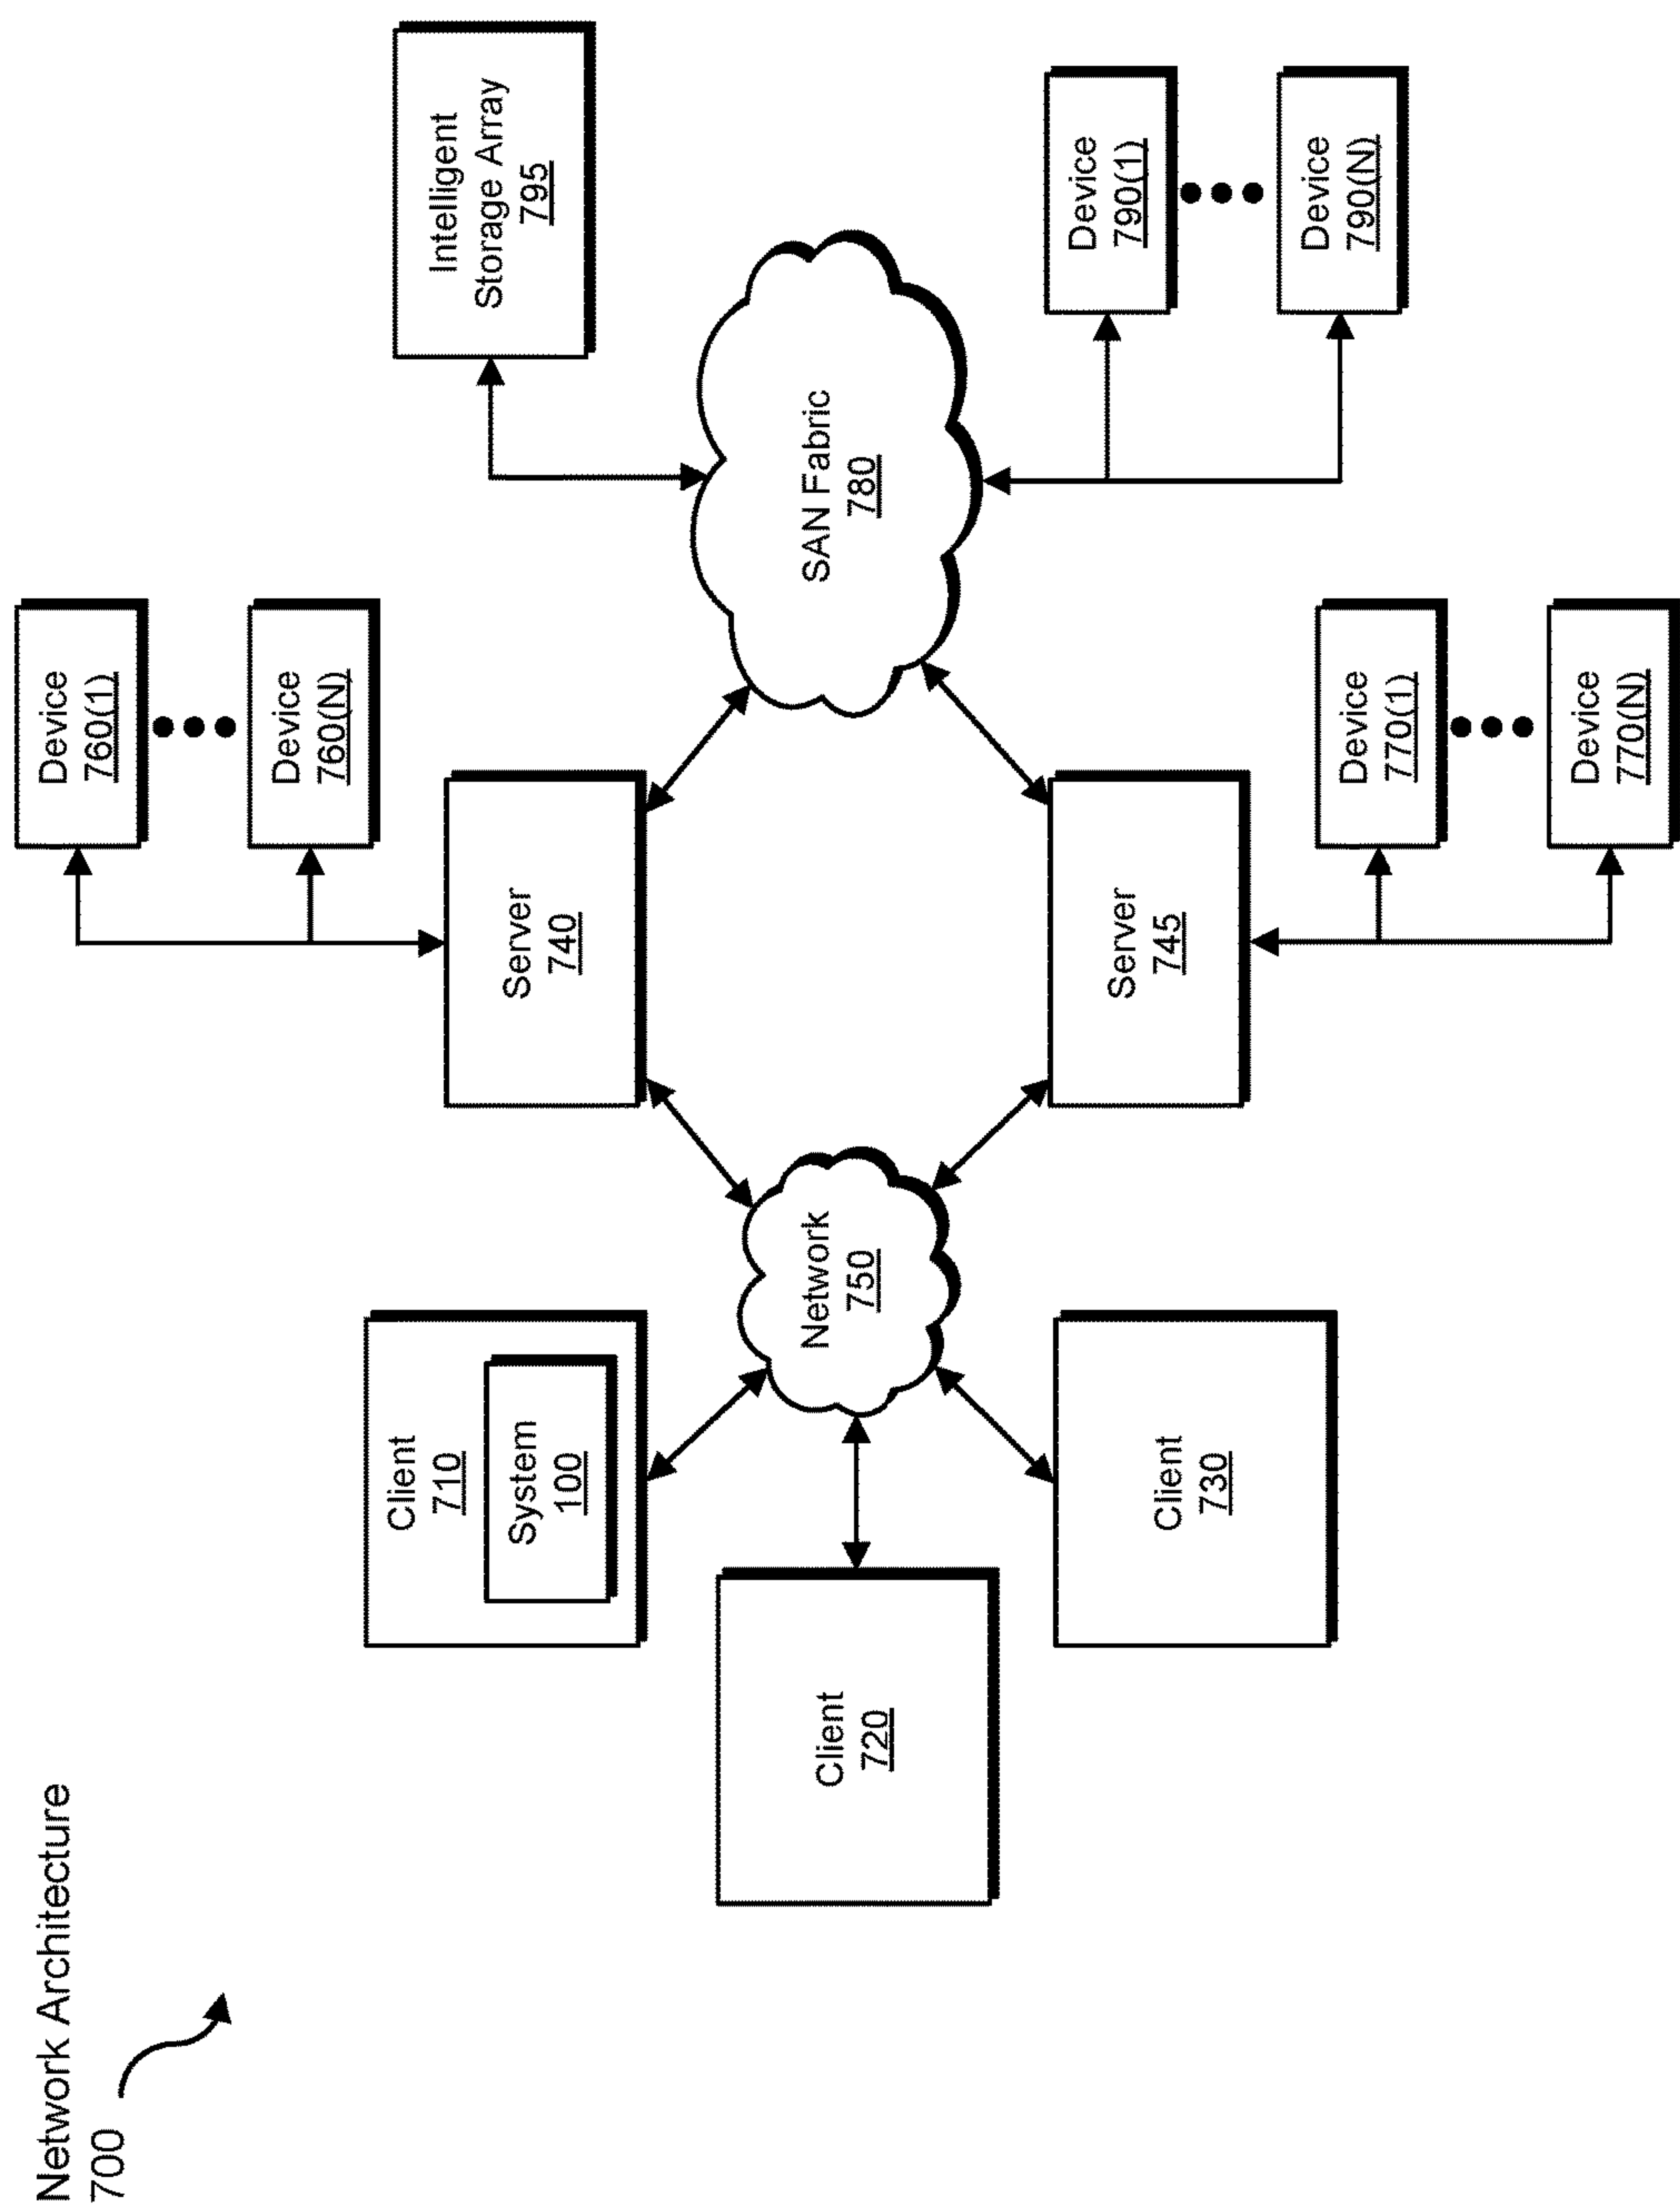 Network Architecture
700
Client
710
System
100
Client
720
Client
730
Network
750
Server
740
Server
745
Device
760(1)
Device
760(N)
Device
770(1)
Device
770(N)
SAN Fabric
780
Intelligent
Storage Array
795
Device
790(1)
Device
790(N)